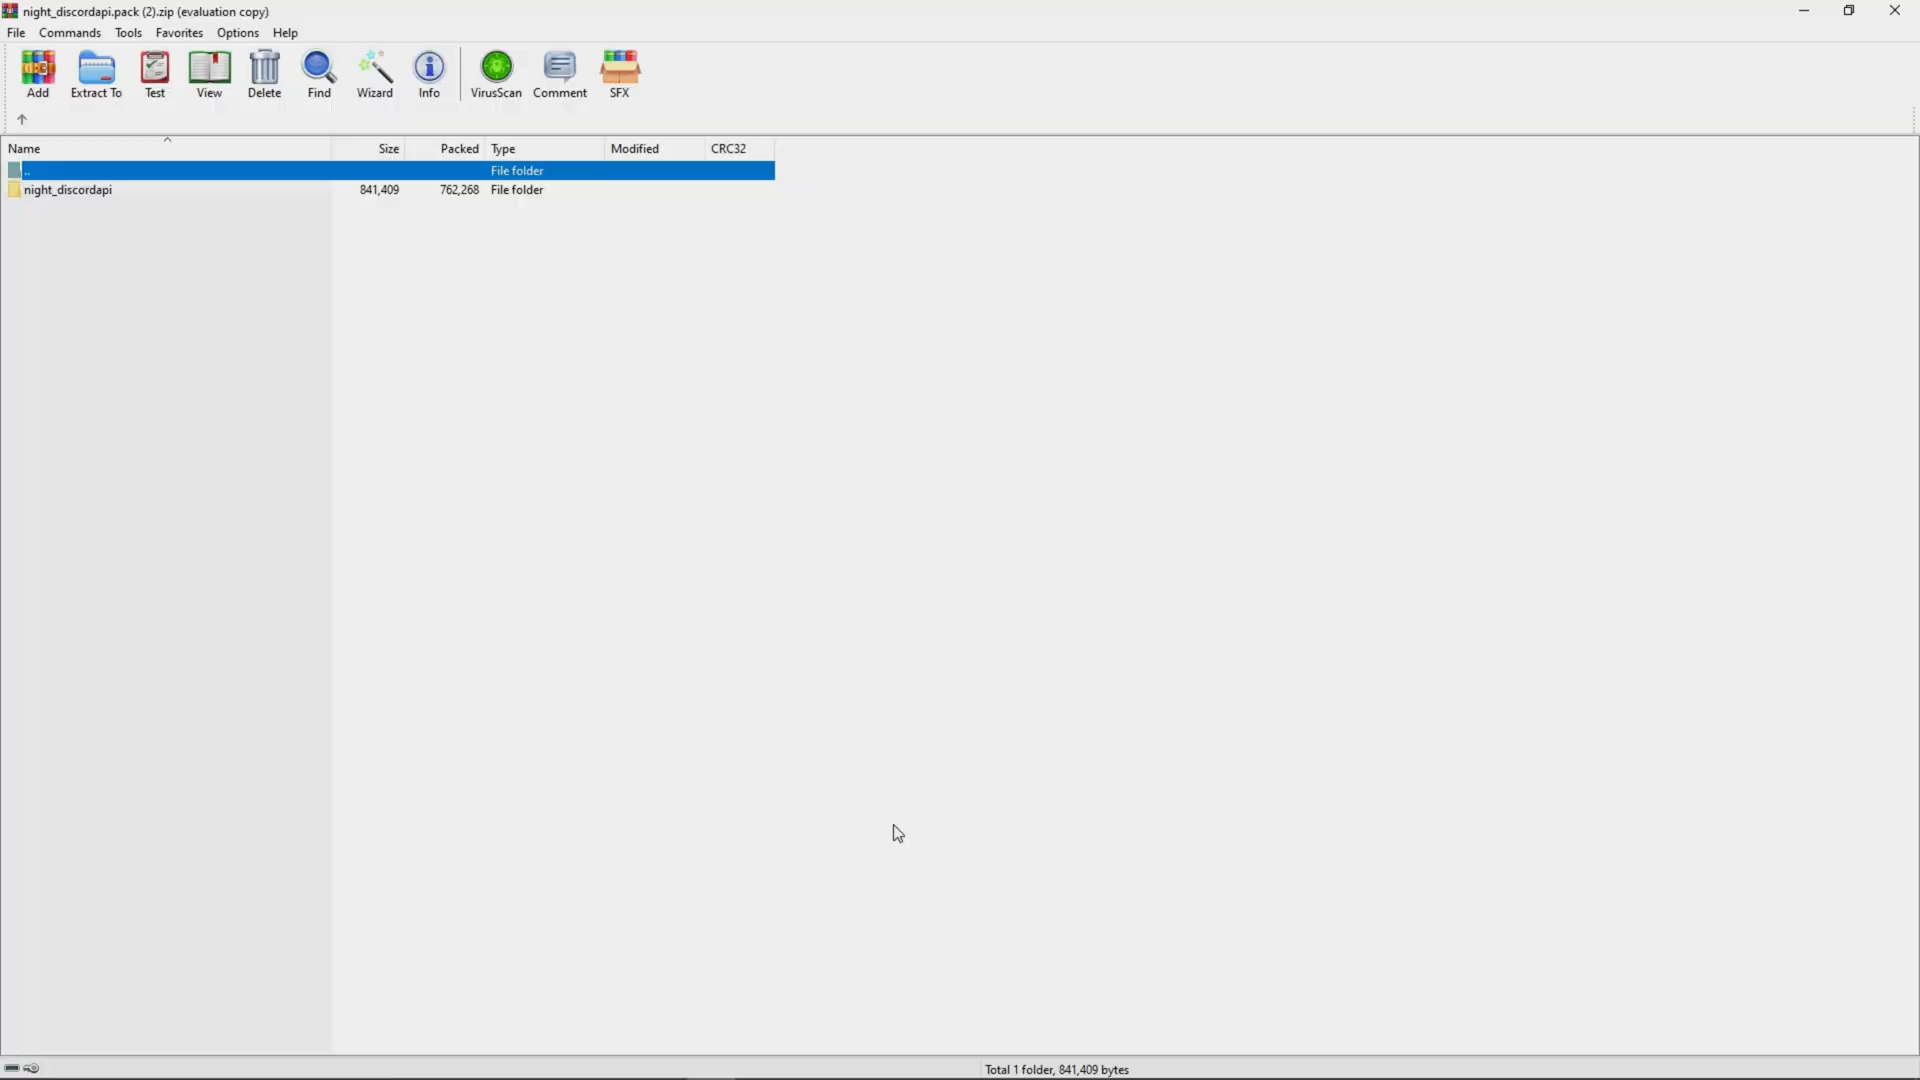 night_discordapi.pack (2).zip (evaluation copy)
File Commands Tools Favorites Options Help
Add Extract To Test View Delete Find Wizard Info VirusScan Comment SFX
Name Size Packed Type Modified CRC32
.. File folder
night_discordapi 841,409 762,268 File folder
Total 1 folder, 841,409 bytes